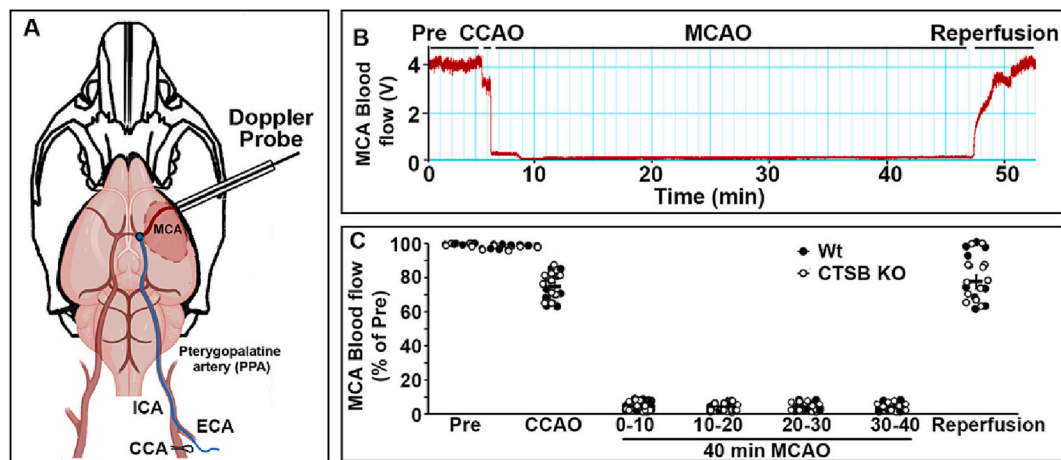 A
Doppler
Probe
MCA
Pterygopalatine
artery (PPA)
ICA
ECA
CCA
B
Pre CCAO MCAO Reperfusion
MCA Blood
flow (V)
4
2
0
0 10 20 30 40 50
Time (min)
C
MCA Blood flow
(% of Pre)
100
80
60
40
20
0
Wt
CTSB KO
Pre CCAO 0-10 10-20 20-30 30-40 Reperfusion
40 min MCAO